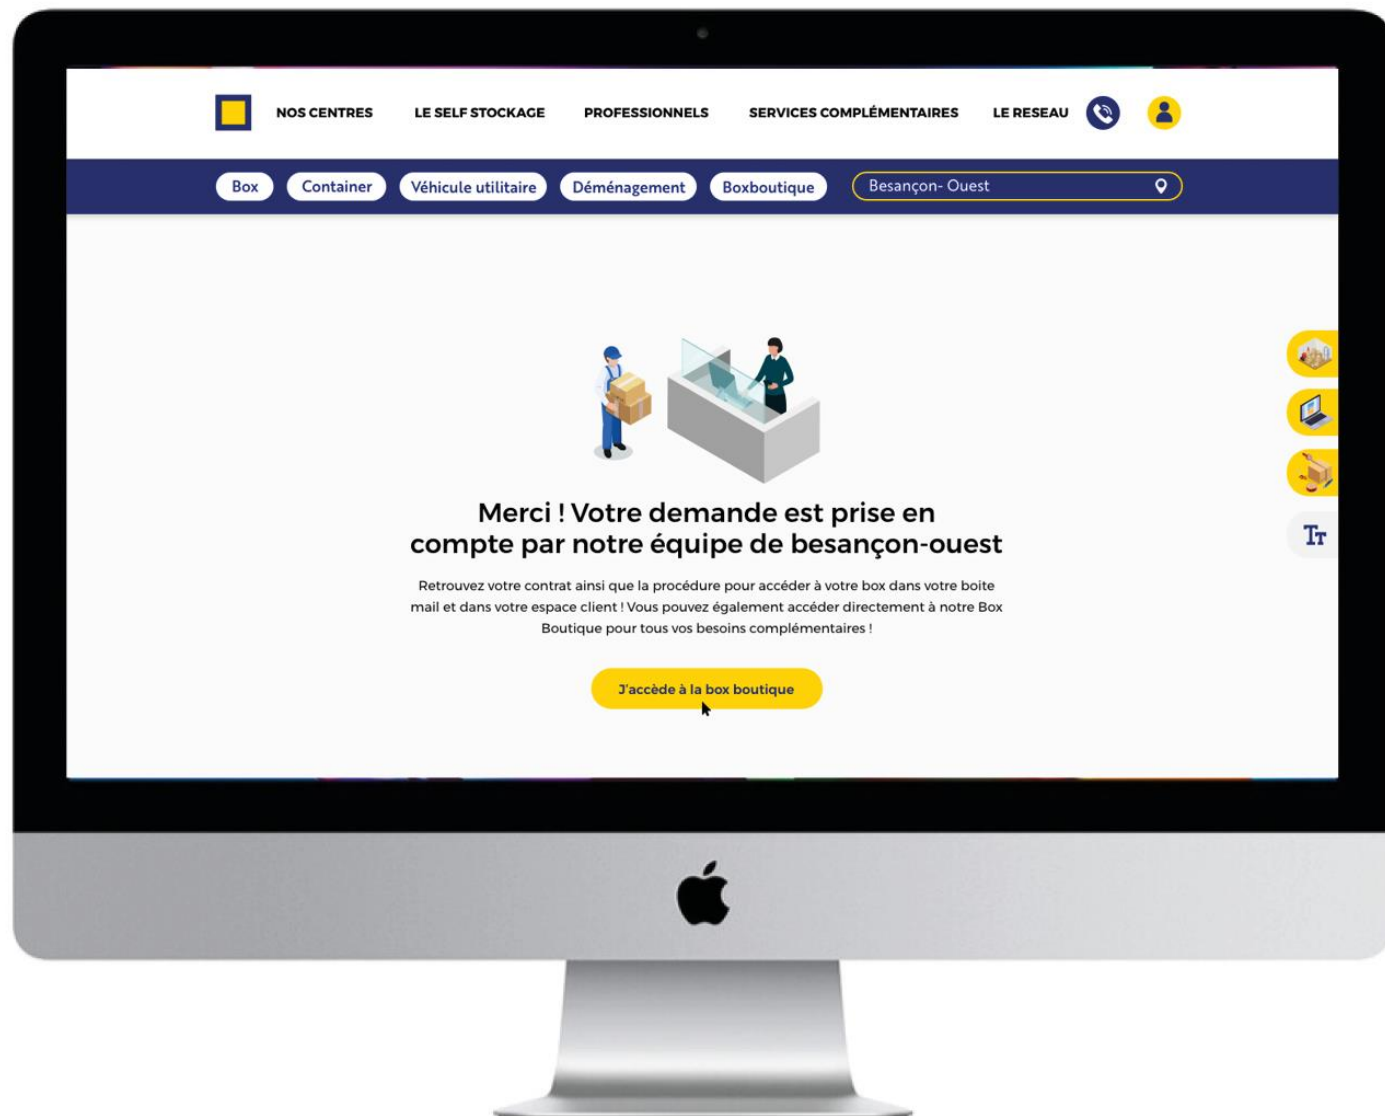 NOS CENTRES LE SELF STOCKAGE PROFESSIONNELS SERVICES COMPLÉMENTAIRES LE RESEAU
Box Container Véhicule utilitaire Déménagement Boxboutique Besançon- Ouest
Merci ! Votre demande est prise en
compte par notre équipe de besançon-ouest
Retrouvez votre contrat ainsi que la procédure pour accéder à votre box dans votre boite
mail et dans votre espace client ! Vous pouvez également accéder directement à notre Box
Boutique pour tous vos besoins complémentaires !
J'accède à la box boutique
TT